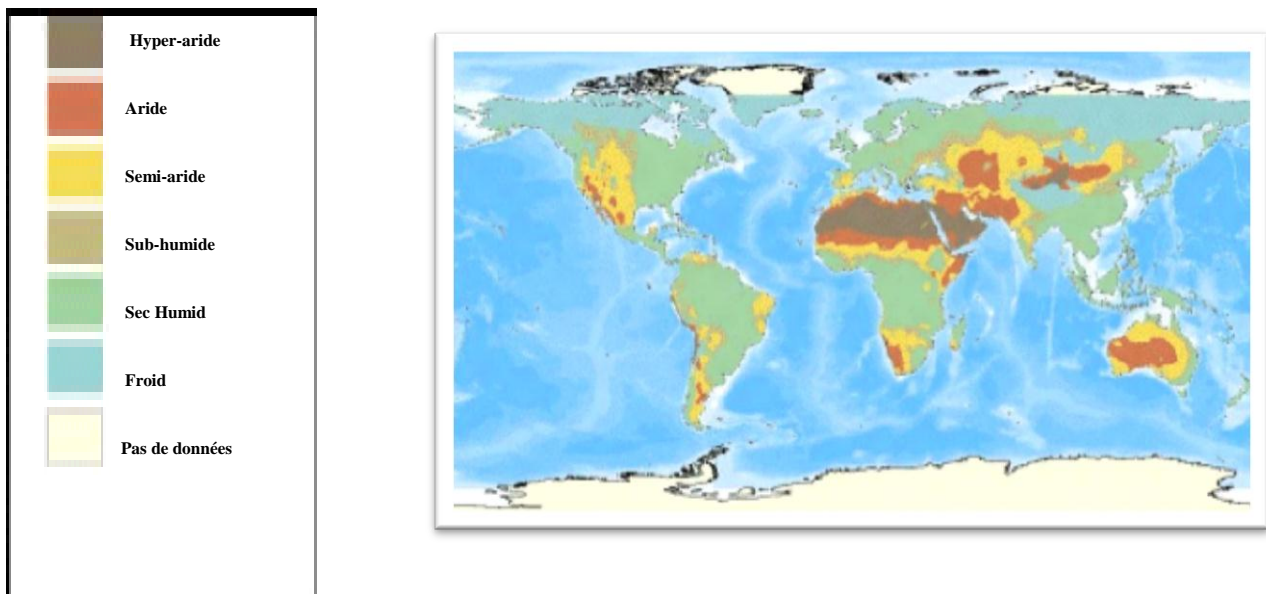 Hyper-aride
Aride
Semi-aride
Sub-humide
Sec Humid
Froid
Pas de données